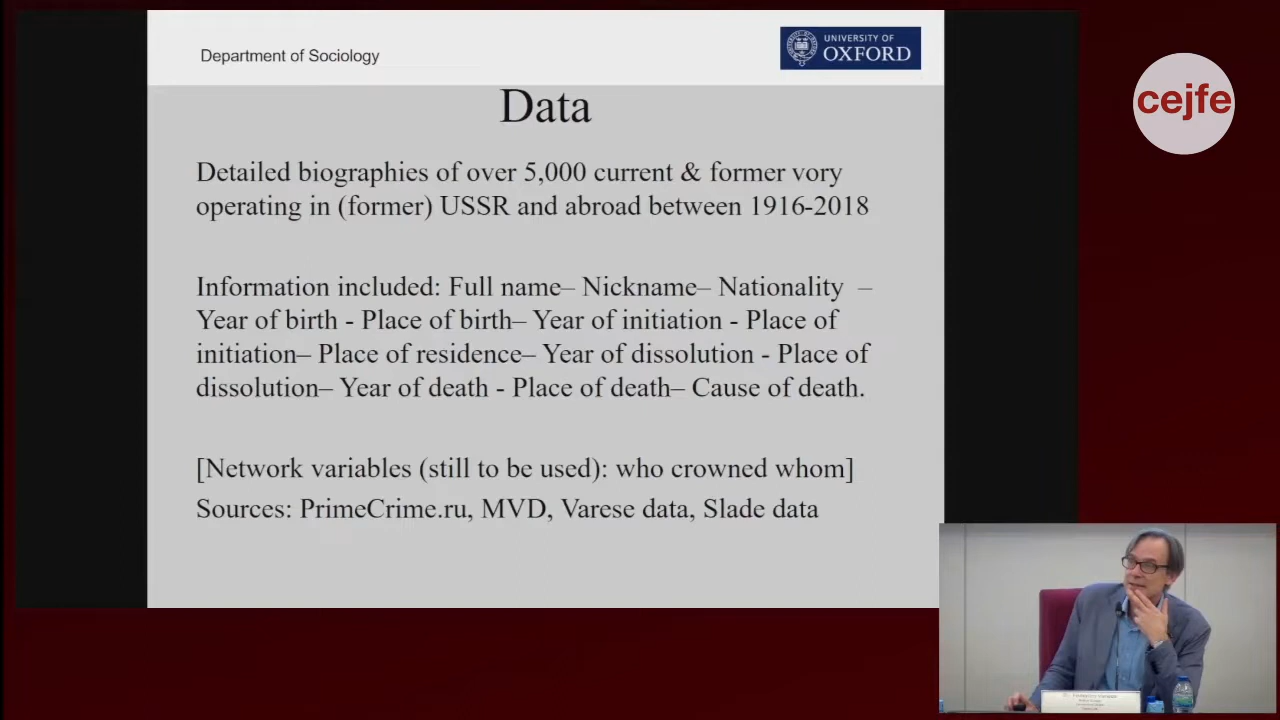 Department of Sociology
UNIVERSITY OF
OXFORD
cejfe
Data
Detailed biographies of over 5,000 current & former vory
operating in (former) USSR and abroad between 1916-2018
Information included: Full name– Nickname– Nationality –
Year of birth - Place of birth– Year of initiation - Place of
initiation– Place of residence– Year of dissolution - Place of
dissolution– Year of death - Place of death– Cause of death.
[Network variables (still to be used): who crowned whom]
Sources: PrimeCrime.ru, MVD, Varese data, Slade data